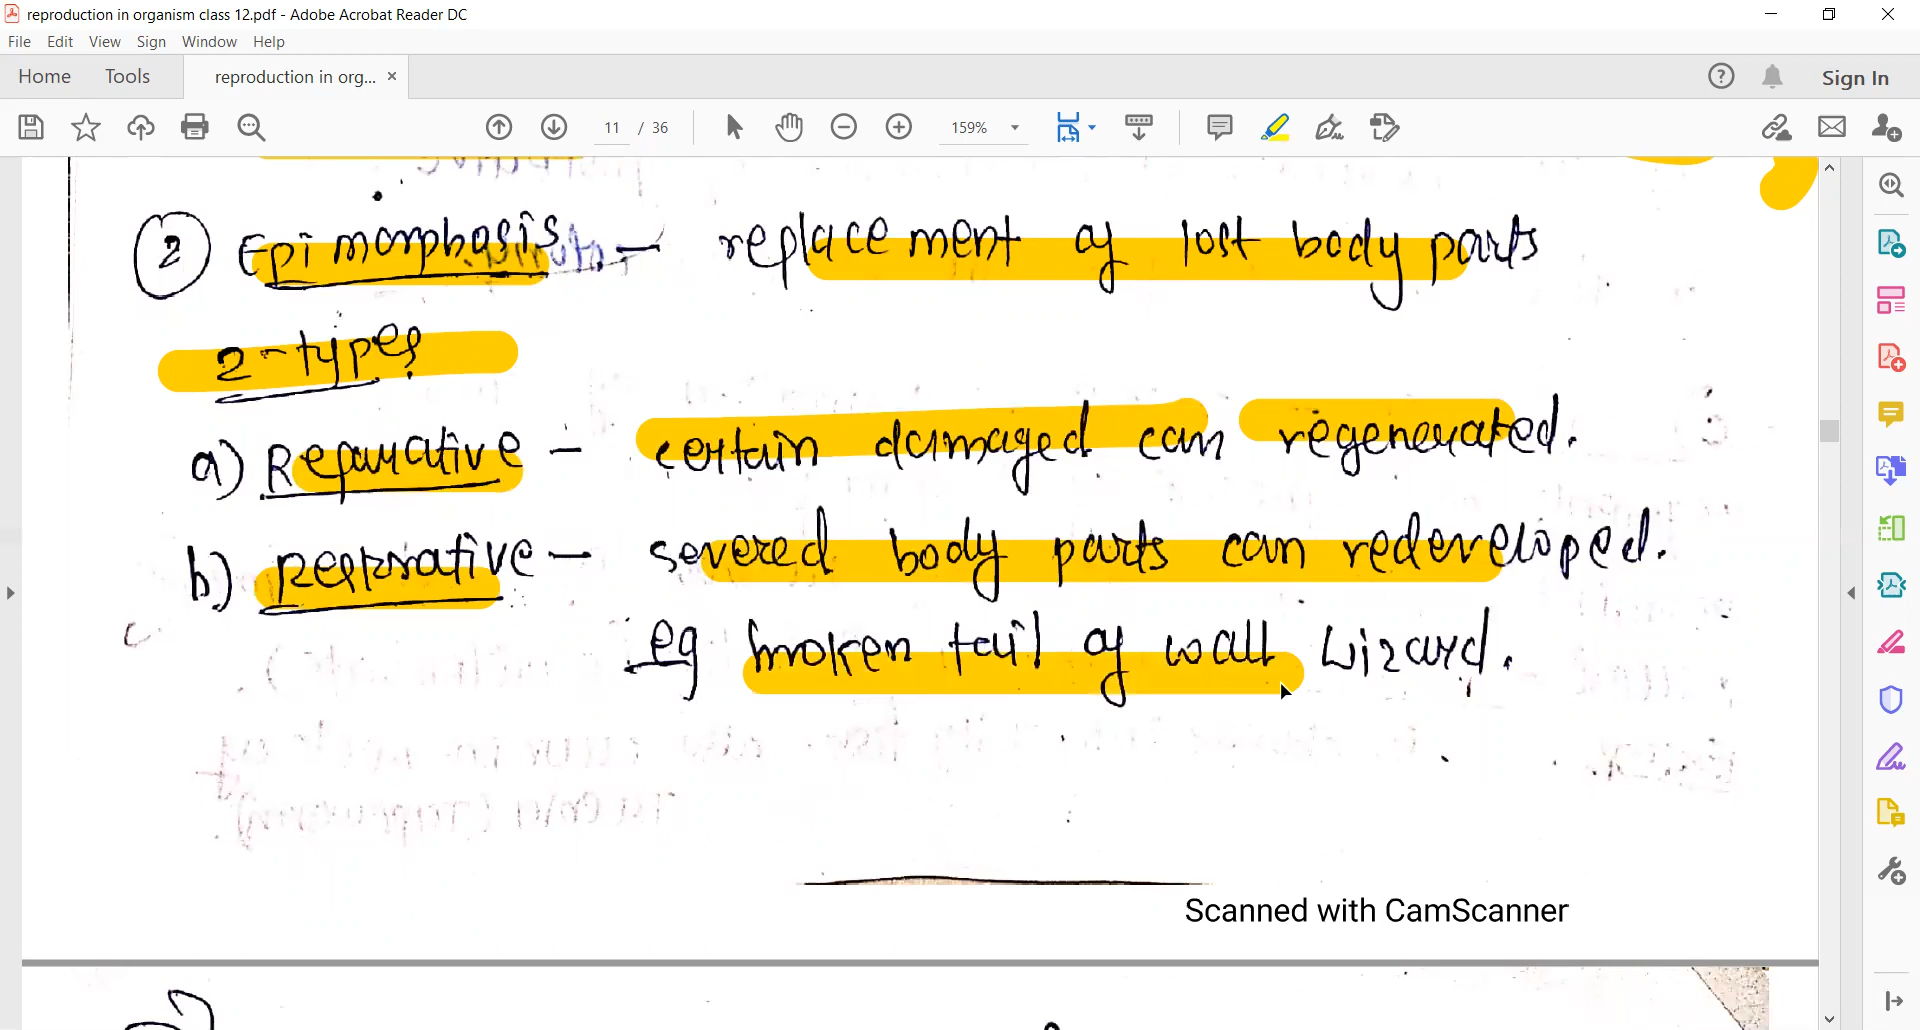 reproduction in organism class 12.pdf - Adobe Acrobat Reader DC
File Edit View Sign Window Help
Home Tools reproduction in org... × Sign In
11 / 36 159%
2 Epimorphosis - replacement of lost body parts
2-types
a) Reparative - certain damaged can regenerated.
b) Restorative - severed body parts can redeveloped.
eg broken tail of wall Lizard.
Scanned with CamScanner